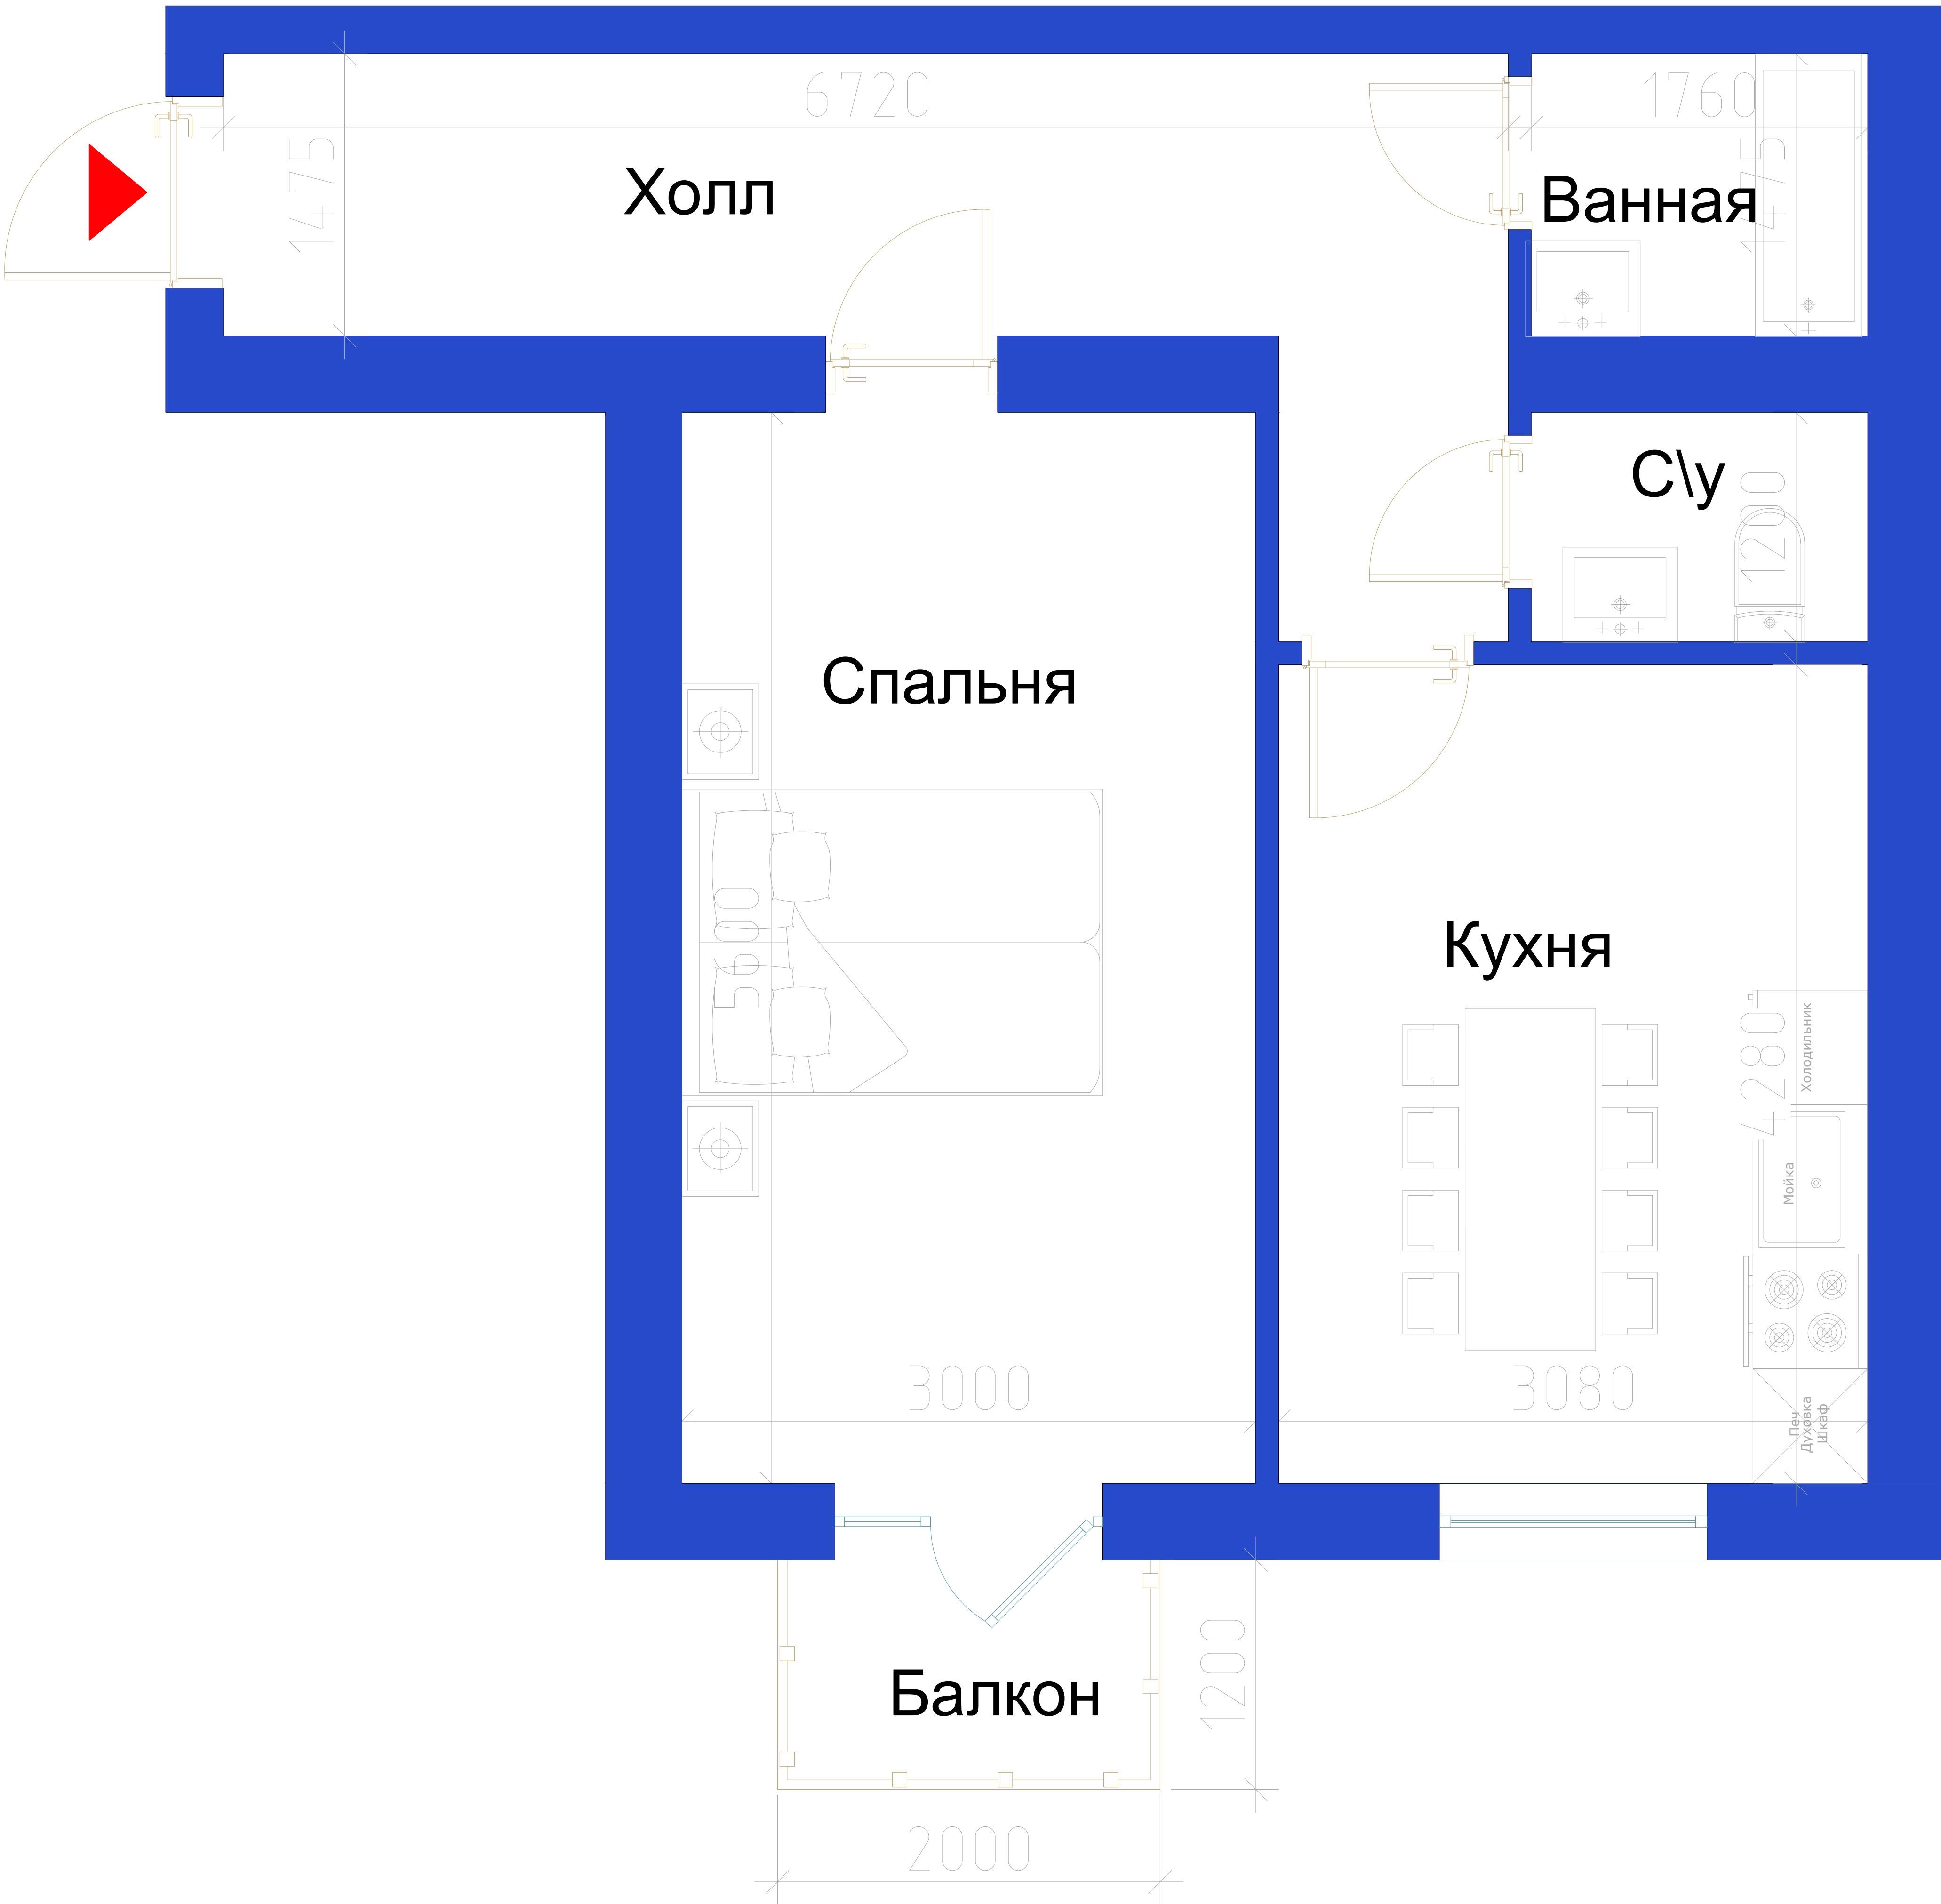 6720
1760
1475
Холл
Ванная
1475
С\у
1200
Спальня
Кухня
5600
4280
Холодильник
Мойка
3000
3080
Печ
Духовка
Шкаф
Балкон
1200
2000